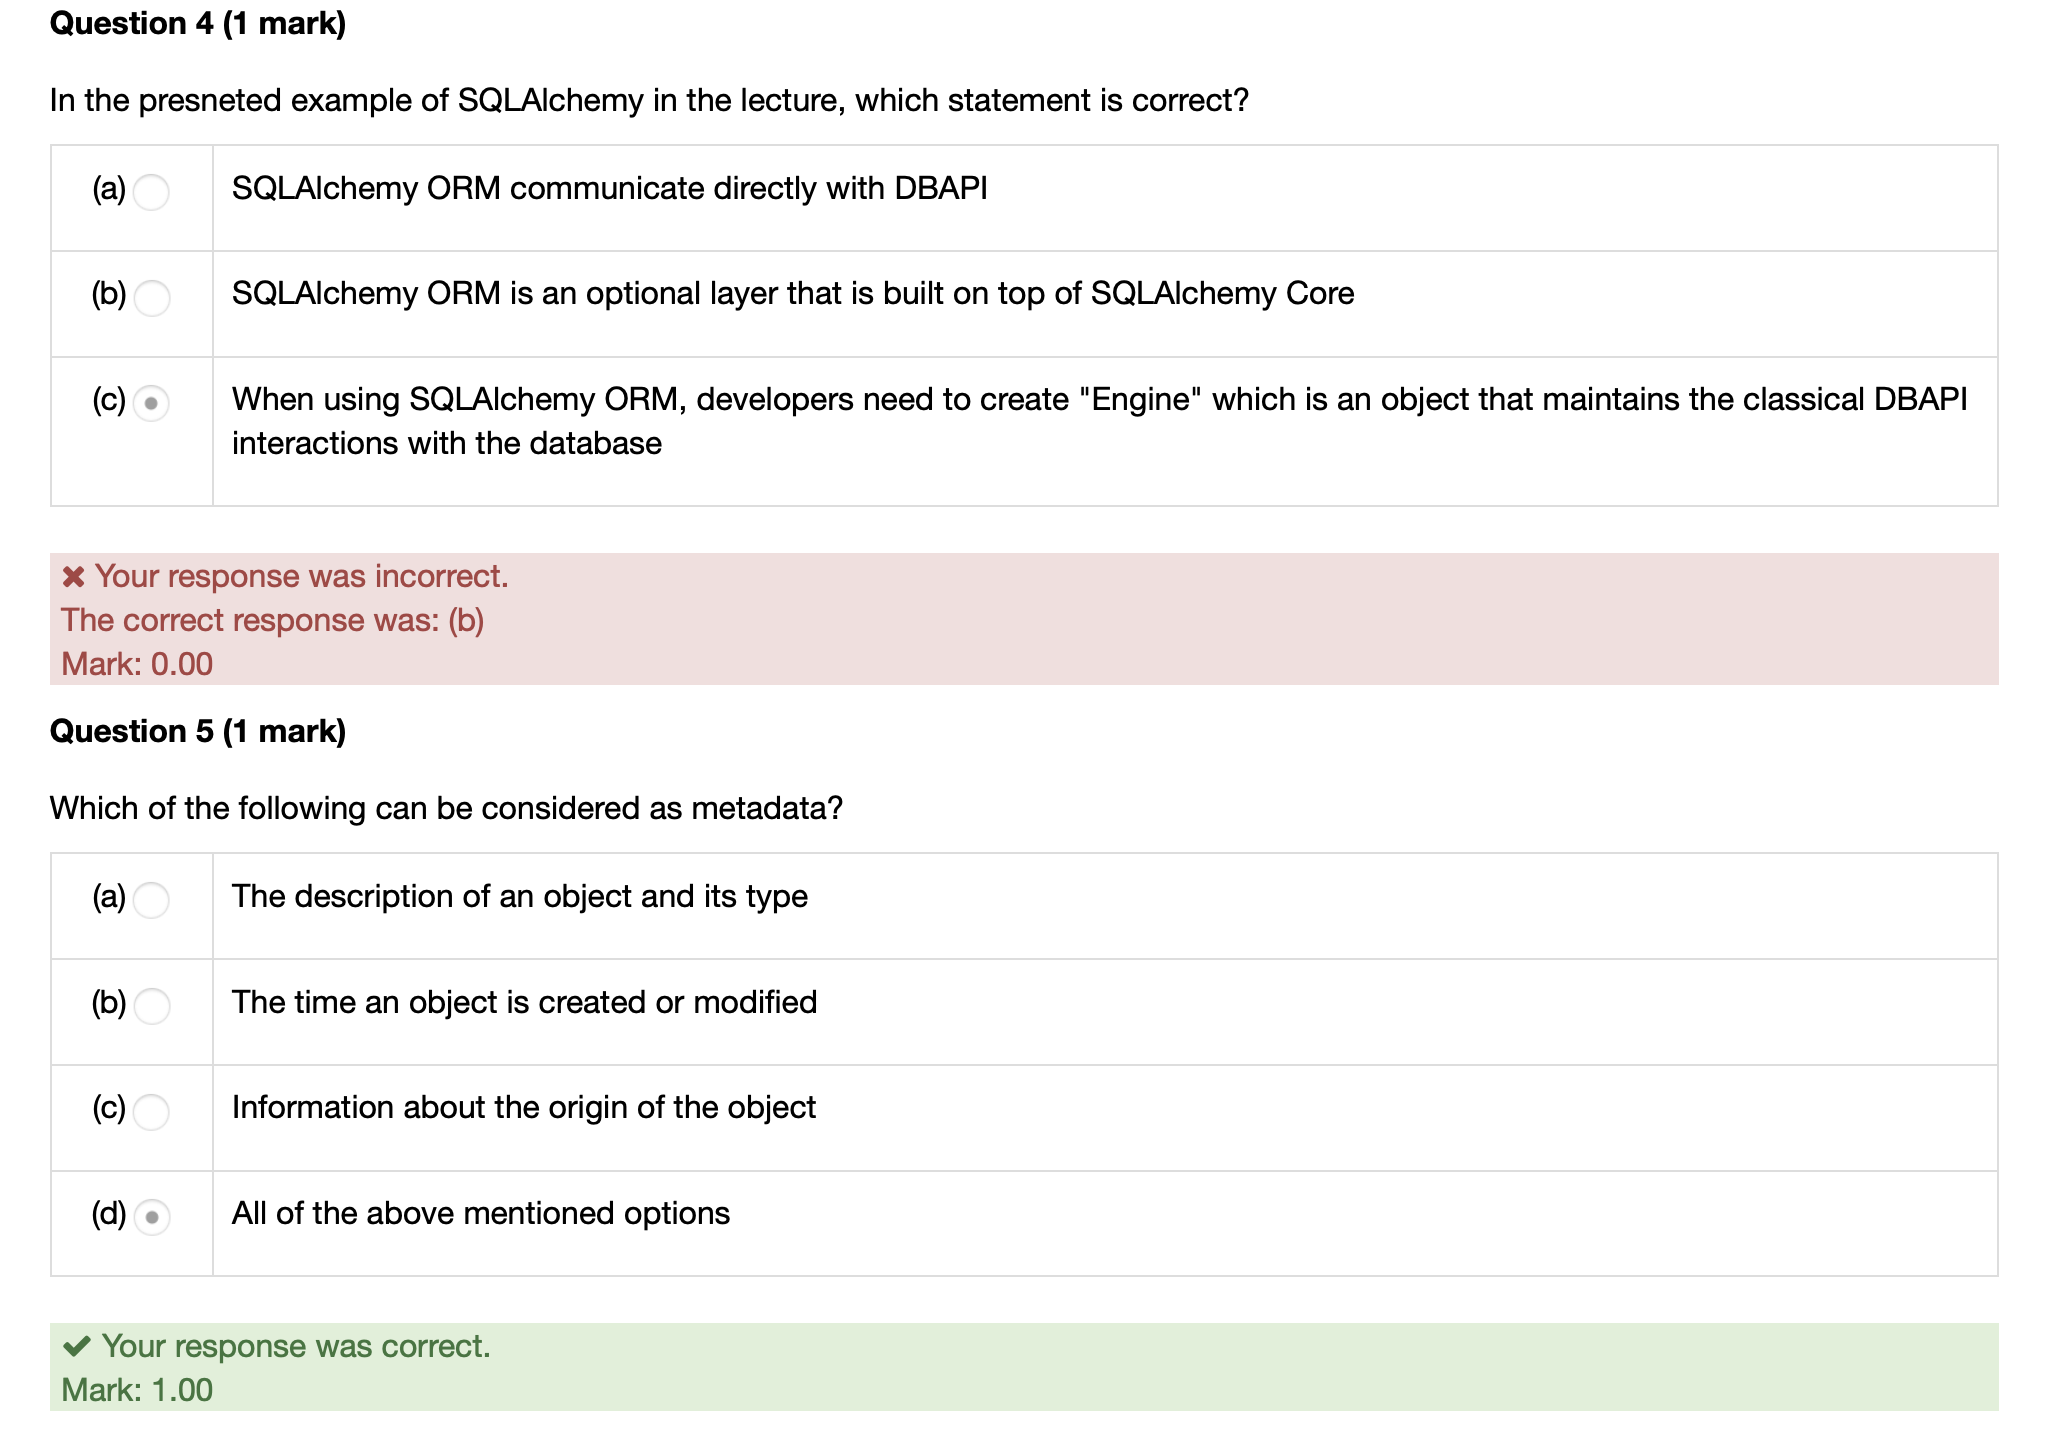 Question 4 (1 mark)
In the presneted example of SQLAlchemy in the lecture, which statement is correct?
(a) SQLAlchemy ORM communicate directly with DBAPI
(b) SQLAlchemy ORM is an optional layer that is built on top of SQLAlchemy Core
(c) When using SQLAlchemy ORM, developers need to create "Engine" which is an object that maintains the classical DBAPI
interactions with the database
✖ Your response was incorrect.
The correct response was: (b)
Mark: 0.00
Question 5 (1 mark)
Which of the following can be considered as metadata?
(a) The description of an object and its type
(b) The time an object is created or modified
(c) Information about the origin of the object
(d) All of the above mentioned options
✔ Your response was correct.
Mark: 1.00